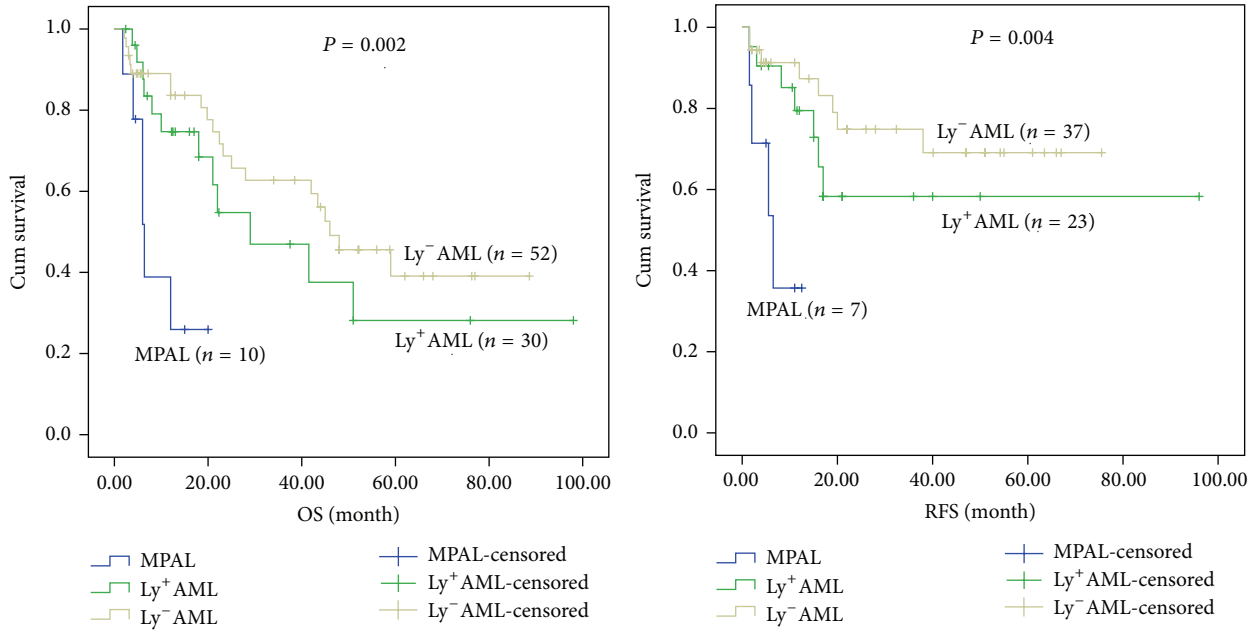 1.0
0.8
0.6
0.4
0.2
0.0
Cum survival
P = 0.002
Ly⁻AML (n = 52)
Ly⁺AML (n = 30)
MPAL (n = 10)
0.00 20.00 40.00 60.00 80.00 100.00
OS (month)
MPAL
Ly⁺AML
Ly⁻AML
MPAL-censored
Ly⁺AML-censored
Ly⁻AML-censored
1.0
0.8
0.6
0.4
0.2
0.0
Cum survival
P = 0.004
Ly⁻AML (n = 37)
Ly⁺AML (n = 23)
MPAL (n = 7)
0.00 20.00 40.00 60.00 80.00 100.00
RFS (month)
MPAL
Ly⁺AML
Ly⁻AML
MPAL-censored
Ly⁺AML-censored
Ly⁻AML-censored